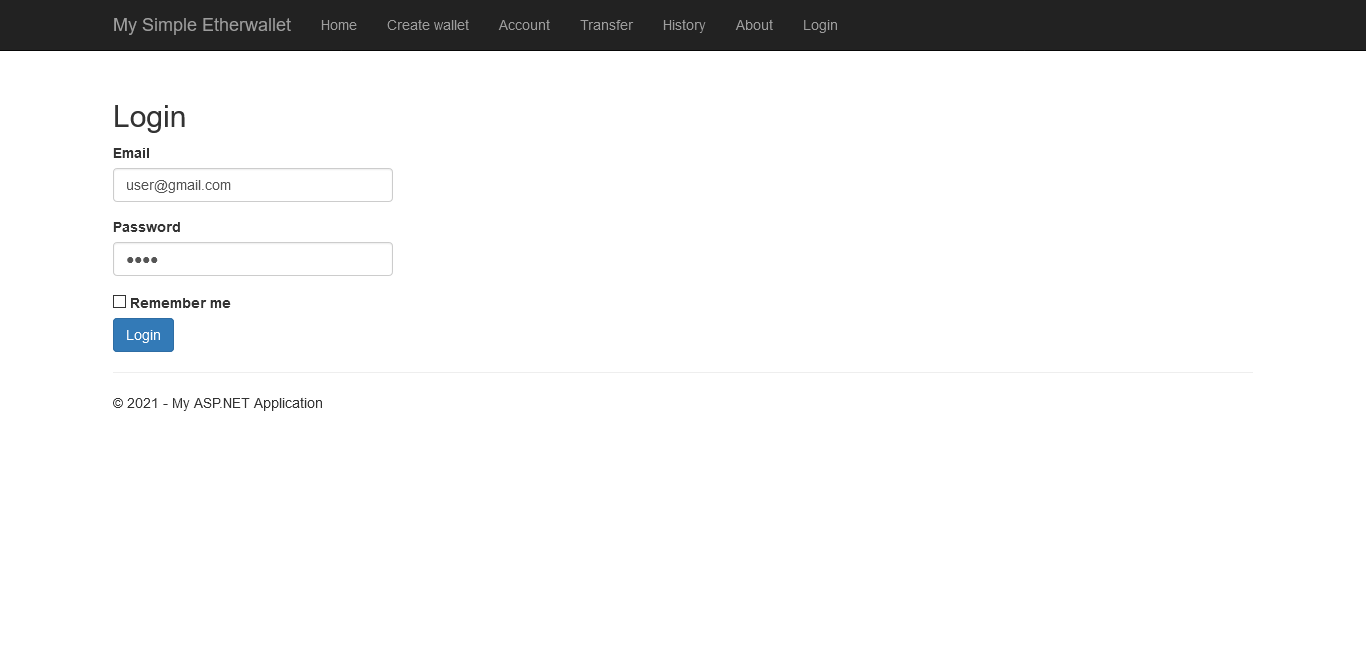 My Simple Etherwallet Home Create wallet Account Transfer History About Login
Login
Email
user@gmail.com
Password
●●●●
Remember me
Login
© 2021 - My ASP.NET Application